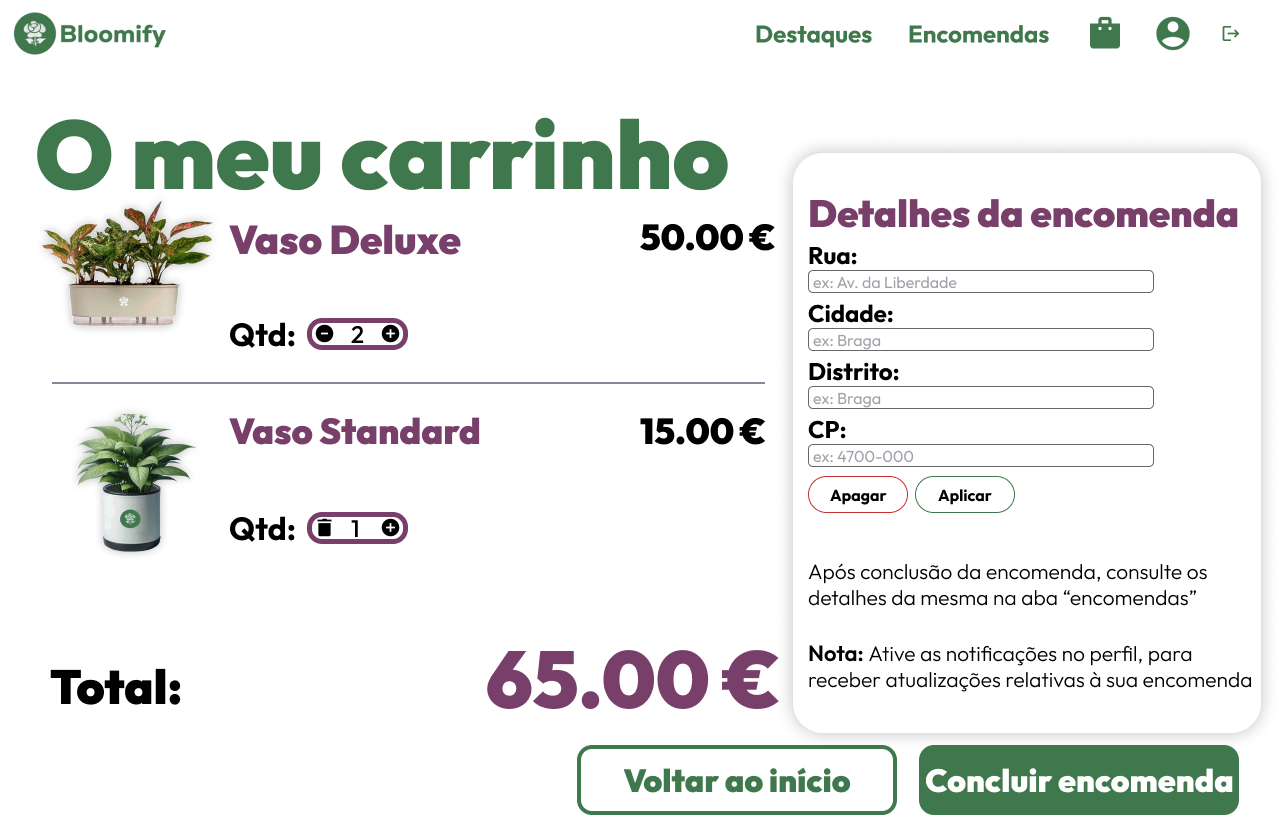 Bloomify
Destaques
Encomendas
O meu carrinho
Vaso Deluxe
50.00 €
Qtd:
2
Vaso Standard
15.00 €
Qtd:
1
Total:
65.00 €
Detalhes da encomenda
Rua:
ex: Av. da Liberdade
Cidade:
ex: Braga
Distrito:
ex: Braga
CP:
ex: 4700-000
Apagar
Aplicar
Após conclusão da encomenda, consulte os
detalhes da mesma na aba “encomendas”
Nota: Ative as notificações no perfil, para
receber atualizações relativas à sua encomenda
Voltar ao início
Concluir encomenda